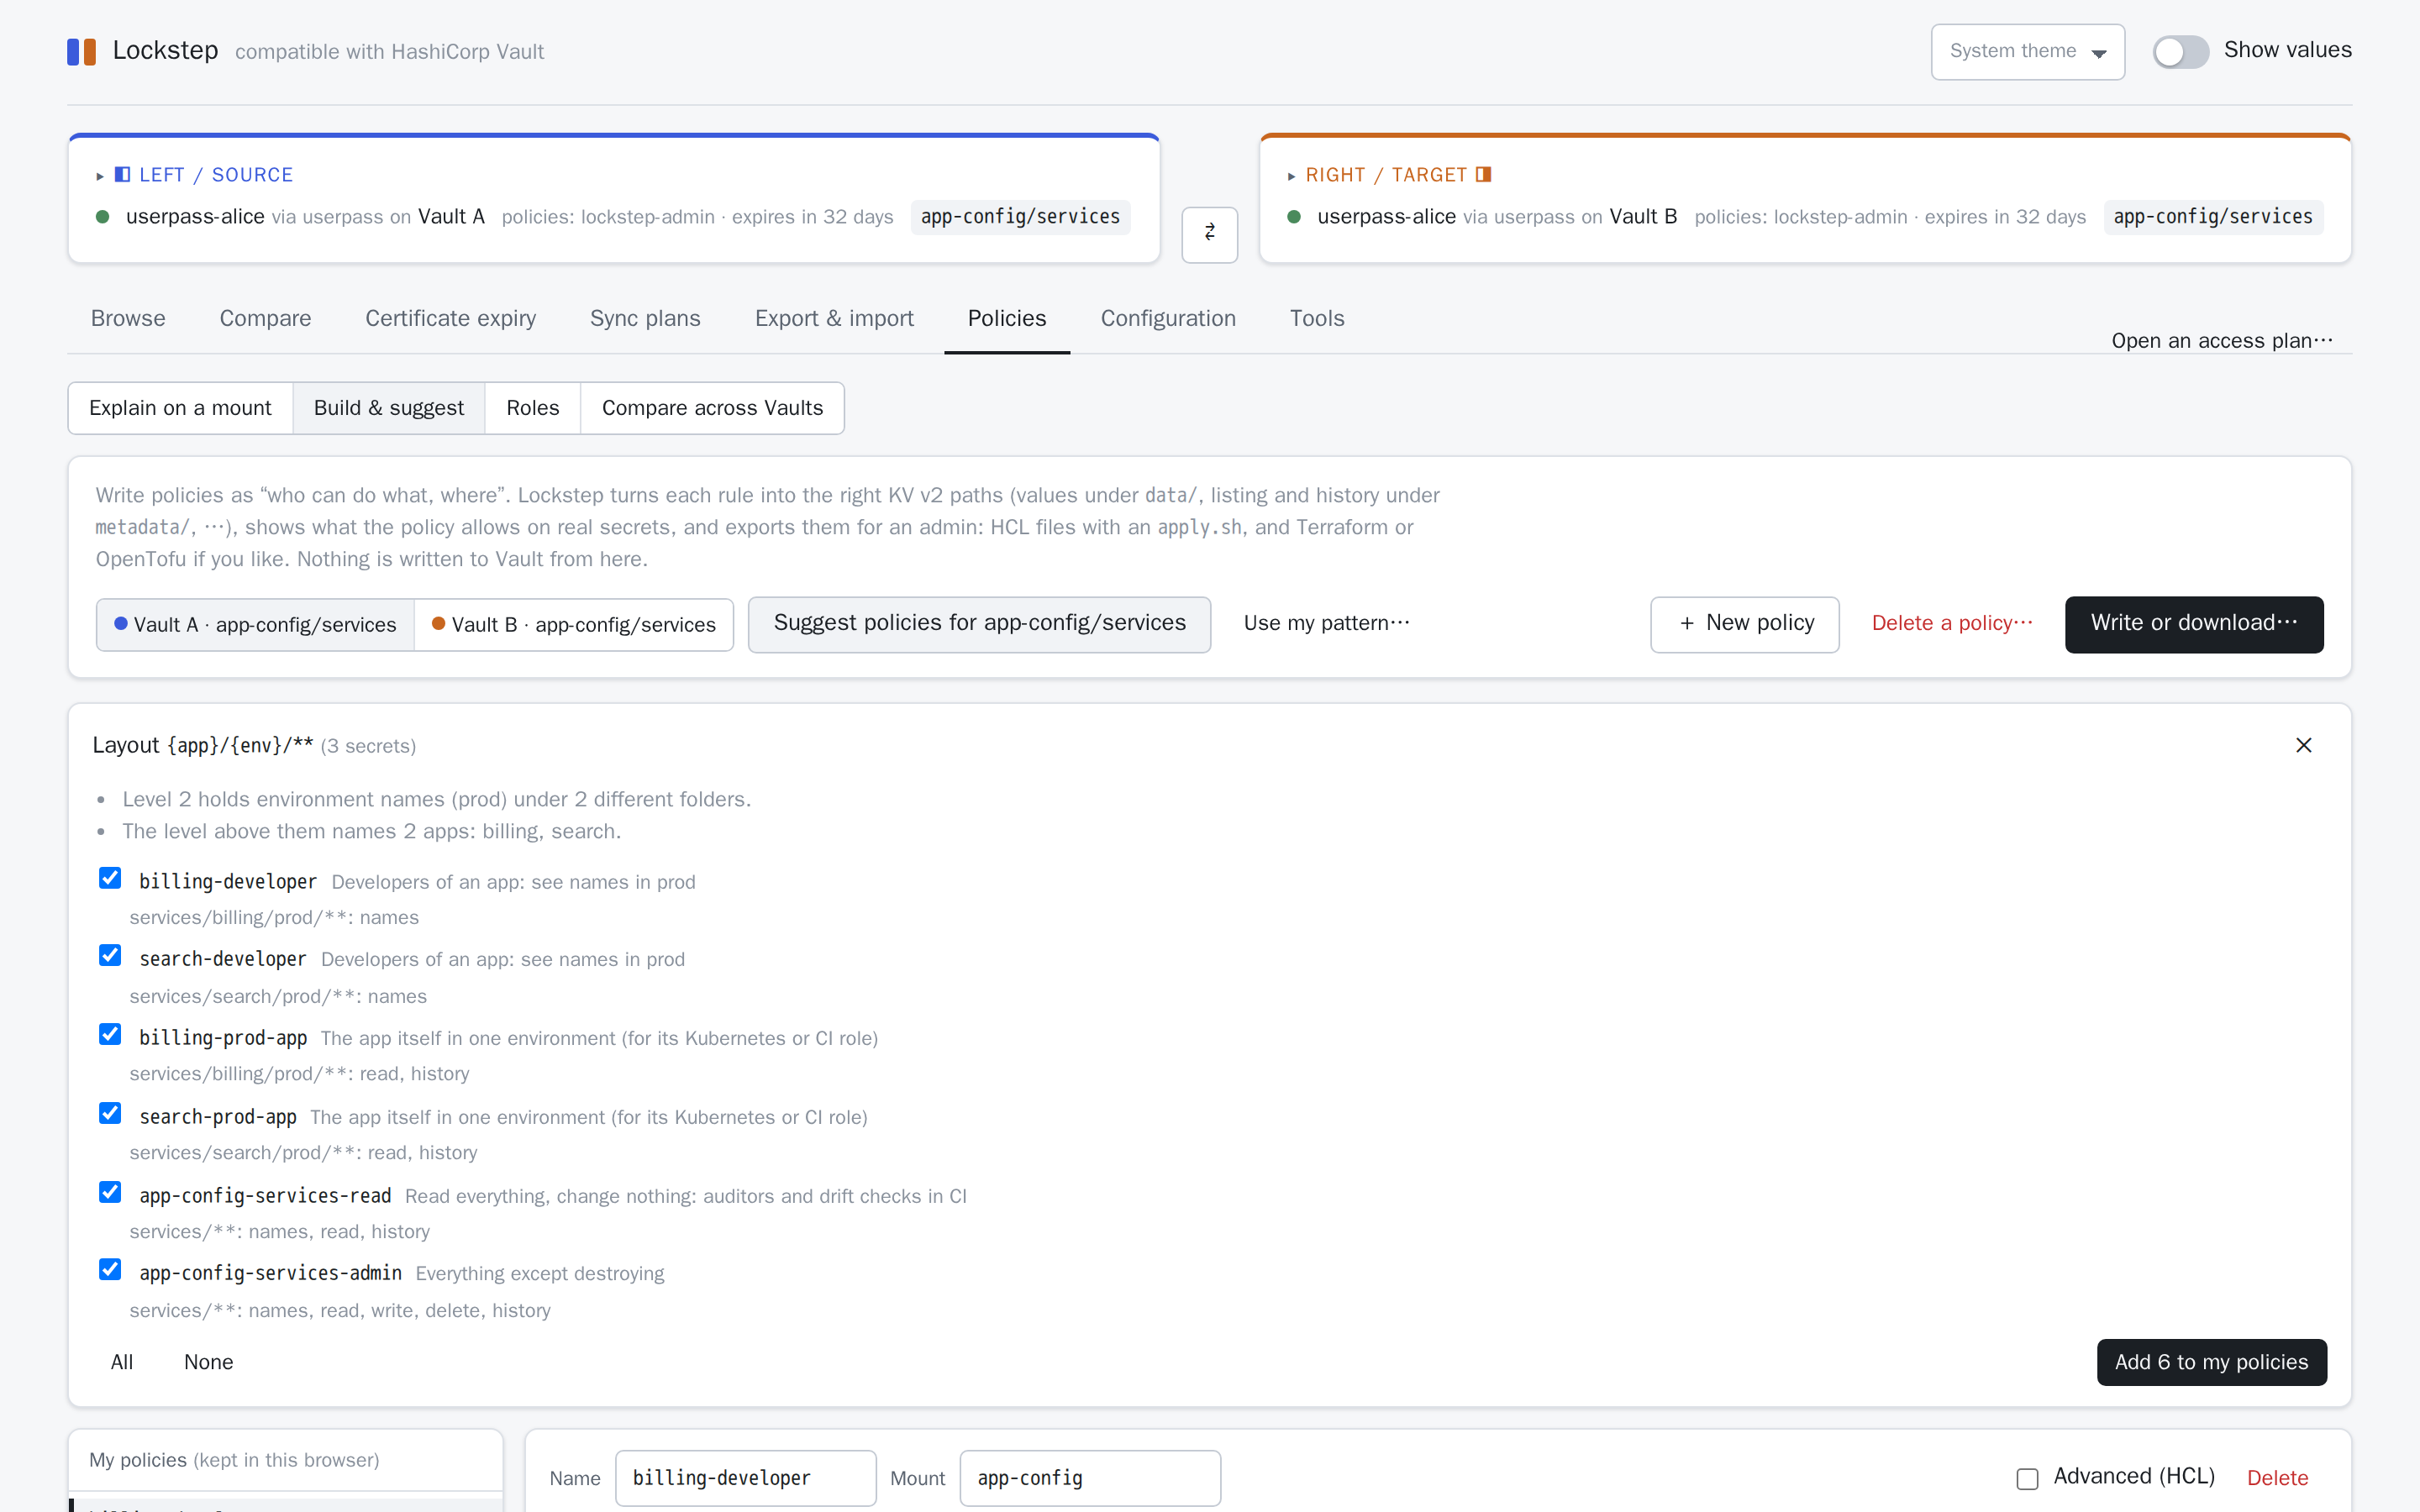 Lockstep compatible with HashiCorp Vault
System theme
Show values
LEFT / SOURCE
userpass-alice via userpass on Vault A policies: lockstep-admin · expires in 32 days app-config/services
RIGHT / TARGET
userpass-alice via userpass on Vault B policies: lockstep-admin · expires in 32 days app-config/services
Browse Compare Certificate expiry Sync plans Export & import Policies Configuration Tools
Open an access plan…
Explain on a mount Build & suggest Roles Compare across Vaults
Write policies as “who can do what, where”. Lockstep turns each rule into the right KV v2 paths (values under data/, listing and history under
metadata/, …), shows what the policy allows on real secrets, and exports them for an admin: HCL files with an apply.sh, and Terraform or
OpenTofu if you like. Nothing is written to Vault from here.
Vault A · app-config/services Vault B · app-config/services Suggest policies for app-config/services Use my pattern… + New policy Delete a policy… Write or download…
Layout {app}/{env}/** (3 secrets)
• Level 2 holds environment names (prod) under 2 different folders.
• The level above them names 2 apps: billing, search.
billing-developer Developers of an app: see names in prod
services/billing/prod/**: names
search-developer Developers of an app: see names in prod
services/search/prod/**: names
billing-prod-app The app itself in one environment (for its Kubernetes or CI role)
services/billing/prod/**: read, history
search-prod-app The app itself in one environment (for its Kubernetes or CI role)
services/search/prod/**: read, history
app-config-services-read Read everything, change nothing: auditors and drift checks in CI
services/**: names, read, history
app-config-services-admin Everything except destroying
services/**: names, read, write, delete, history
All None
Add 6 to my policies
My policies (kept in this browser)
Name billing-developer Mount app-config
Advanced (HCL) Delete